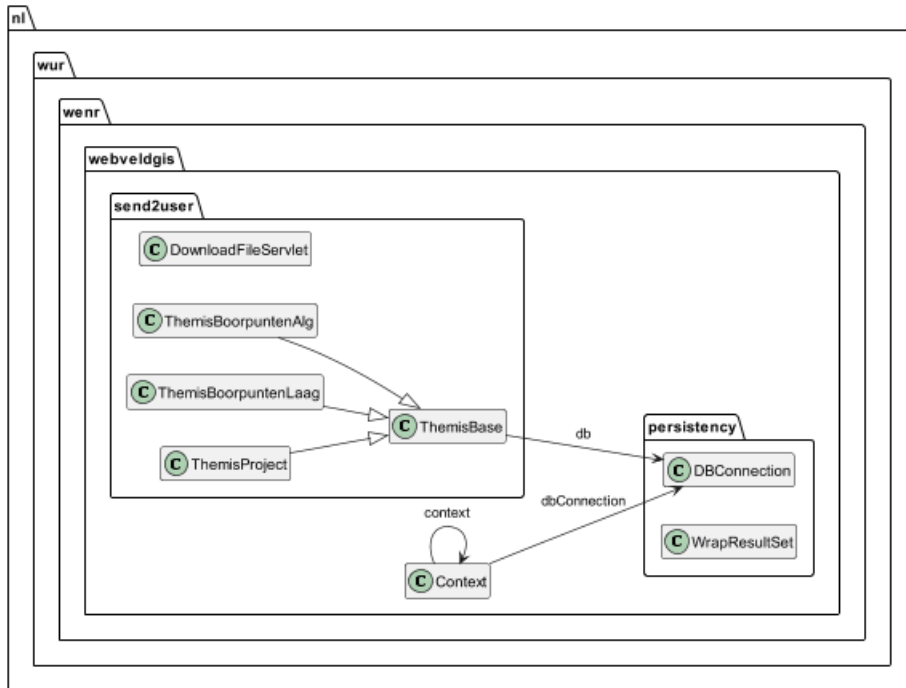 nl
wur
wenr
webveldgis
send2user
C DownloadFileServlet
C ThemisBoorpuntenAlg
C ThemisBoorpuntenLaag
C ThemisBase
C ThemisProject
db
persistency
C DBConnection
dbConnection
context
C WrapResultSet
C Context